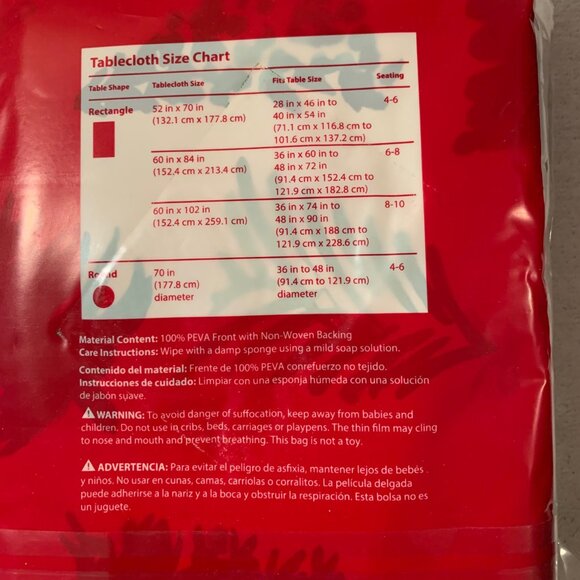 Tablecloth Size Chart
Table Shape Tablecloth Size Fits Table Size Seating
Rectangle 52 in x 70 in 28 in x 46 in to 4-6
(132.1 cm x 177.8 cm) 40 in x 54 in
(71.1 cm x 116.8 cm to
101.6 cm x 137.2 cm)
60 in x 84 in 36 in x 60 in to 6-8
(152.4 cm x 213.4 cm) 48 in x 72 in
(91.4 cm x 152.4 cm to
121.9 cm x 182.8 cm)
60 in x 102 in 36 in x 74 in to 8-10
(152.4 cm x 259.1 cm) 48 in x 90 in
(91.4 cm x 188 cm to
121.9 cm x 228.6 cm)
Round 70 in 36 in to 48 in 4-6
(177.8 cm) (91.4 cm to 121.9 cm)
diameter diameter
Material Content: 100% PEVA Front with Non-Woven Backing
Care Instructions: Wipe with a damp sponge using a mild soap solution.
Contenido del material: Frente de 100% PEVA conrefuerzo no tejido.
Instrucciones de cuidado: Limpiar con una esponja húmeda con una solución
de jabón suave.
WARNING: To avoid danger of suffocation, keep away from babies and
children. Do not use in cribs, beds, carriages or playpens. The thin film may cling
to nose and mouth and prevent breathing. This bag is not a toy.
ADVERTENCIA: Para evitar el peligro de asfixia, mantener lejos de bebés
y niños. No usar en cunas, camas, carriolas o corralitos. La película delgada
puede adherirse a la nariz y a la boca y obstruir la respiración. Esta bolsa no es
un juguete.